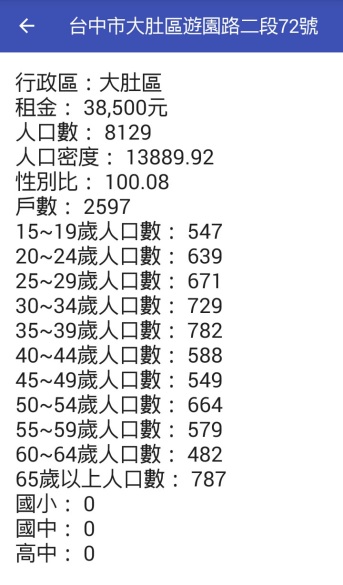 台中市大肚區遊園路二段72號
行政區：大肚區
租金： 38,500元
人口數： 8129
人口密度： 13889.92
性別比： 100.08
戶數： 2597
15~19歲人口數： 547
20~24歲人口數： 639
25~29歲人口數： 671
30~34歲人口數： 729
35~39歲人口數： 782
40~44歲人口數： 588
45~49歲人口數： 549
50~54歲人口數： 664
55~59歲人口數： 579
60~64歲人口數： 482
65歲以上人口數： 787
國小： 0
國中： 0
高中： 0